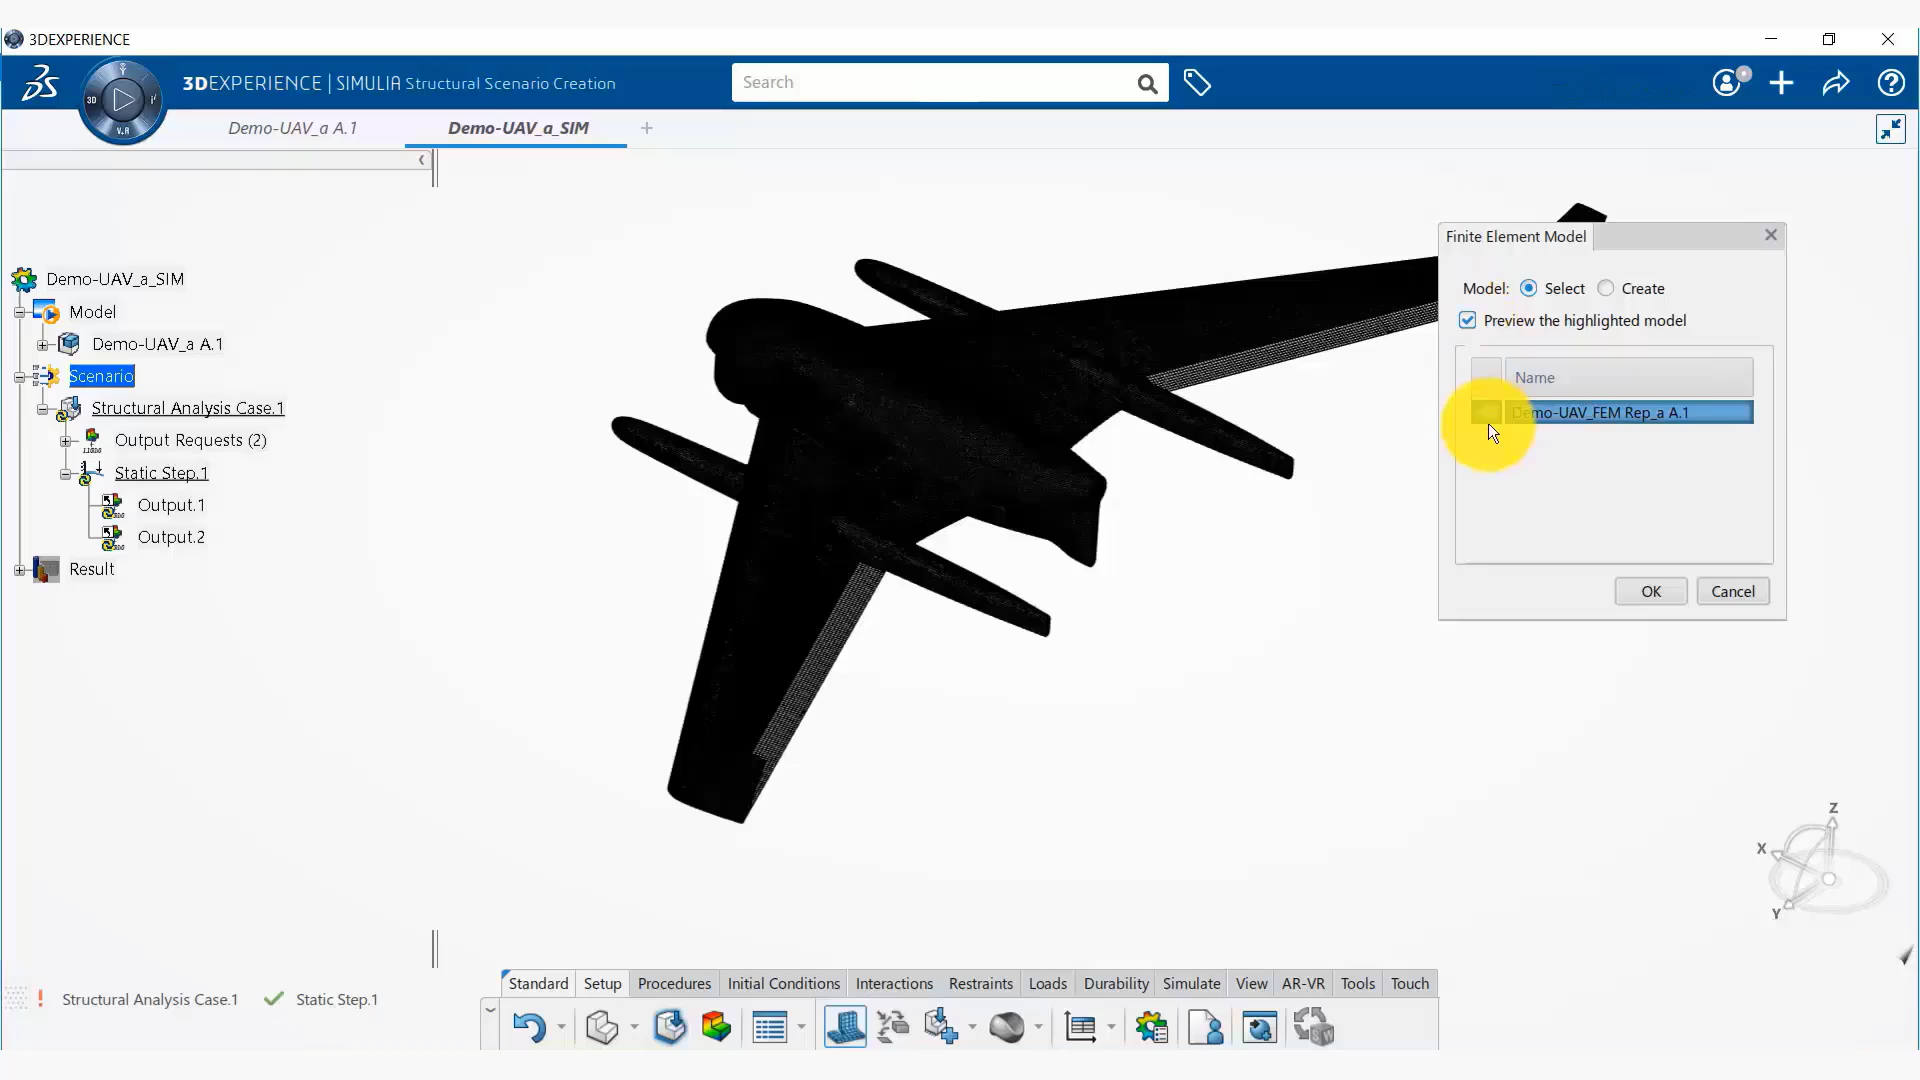 3DEXPERIENCE
3DEXPERIENCE | SIMULIA Structural Scenario Creation
Search
3D
V.R
Demo-UAV_a A.1
Demo-UAV_a_SIM
Demo-UAV_a_SIM
Model
Demo-UAV_a A.1
Scenario
Structural Analysis Case.1
Output Requests (2)
Static Step.1
Output.1
Output.2
Result
Finite Element Model
Model: Select Create
Preview the highlighted model
Name
Demo-UAV_FEM Rep_a A.1
OK Cancel
Z
X
Y
Structural Analysis Case.1 Static Step.1
Standard Setup Procedures Initial Conditions Interactions Restraints Loads Durability Simulate View AR-VR Tools Touch